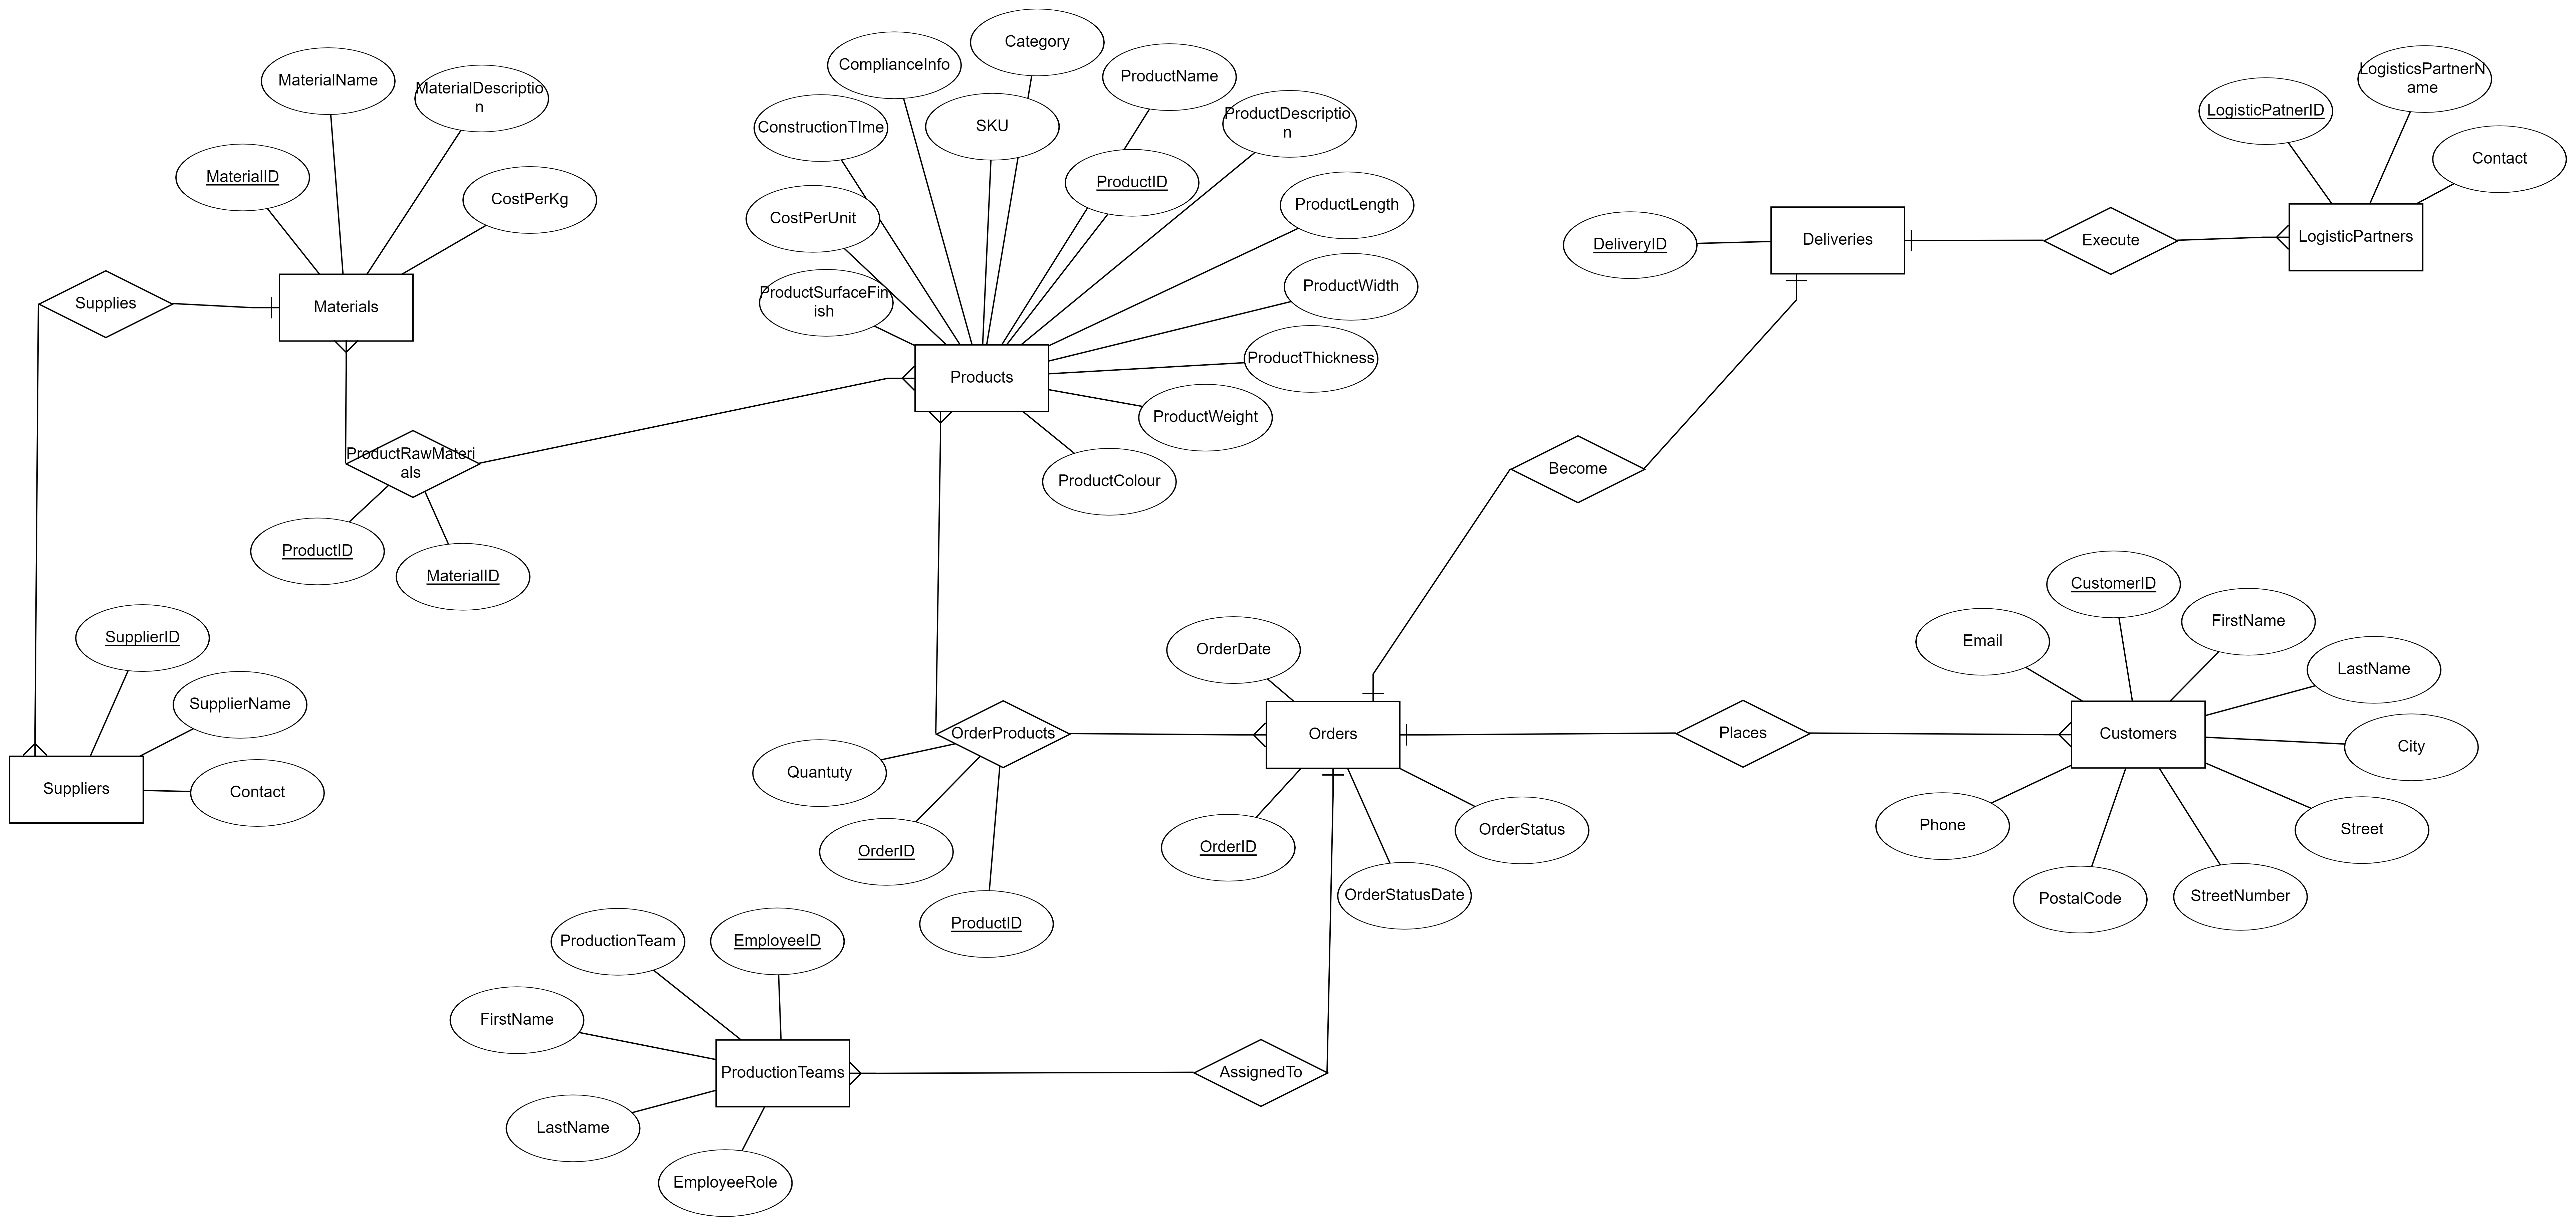 Category
ComplianceInfo
ProductName
MaterialName
MaterialDescriptio
n
ConstructionTIme
SKU
ProductDescriptio
n
LogisticPatnerID
LogisticsPartnerN
ame
Contact
MaterialID
CostPerKg
CostPerUnit
ProductID
ProductLength
DeliveryID
Deliveries
Execute
LogisticPartners
Supplies
Materials
ProductSurfaceFin
ish
ProductWidth
ProductThickness
Products
ProductWeight
ProductColour
ProductRawMateri
als
Become
ProductID
MaterialID
SupplierID
SupplierName
Suppliers
Contact
OrderDate
Email
CustomerID
FirstName
LastName
OrderProducts
Orders
Places
Customers
City
Quantuty
OrderID
ProductID
OrderID
OrderStatusDate
OrderStatus
Phone
PostalCode
StreetNumber
Street
ProductionTeam
EmployeeID
FirstName
ProductionTeams
AssignedTo
LastName
EmployeeRole